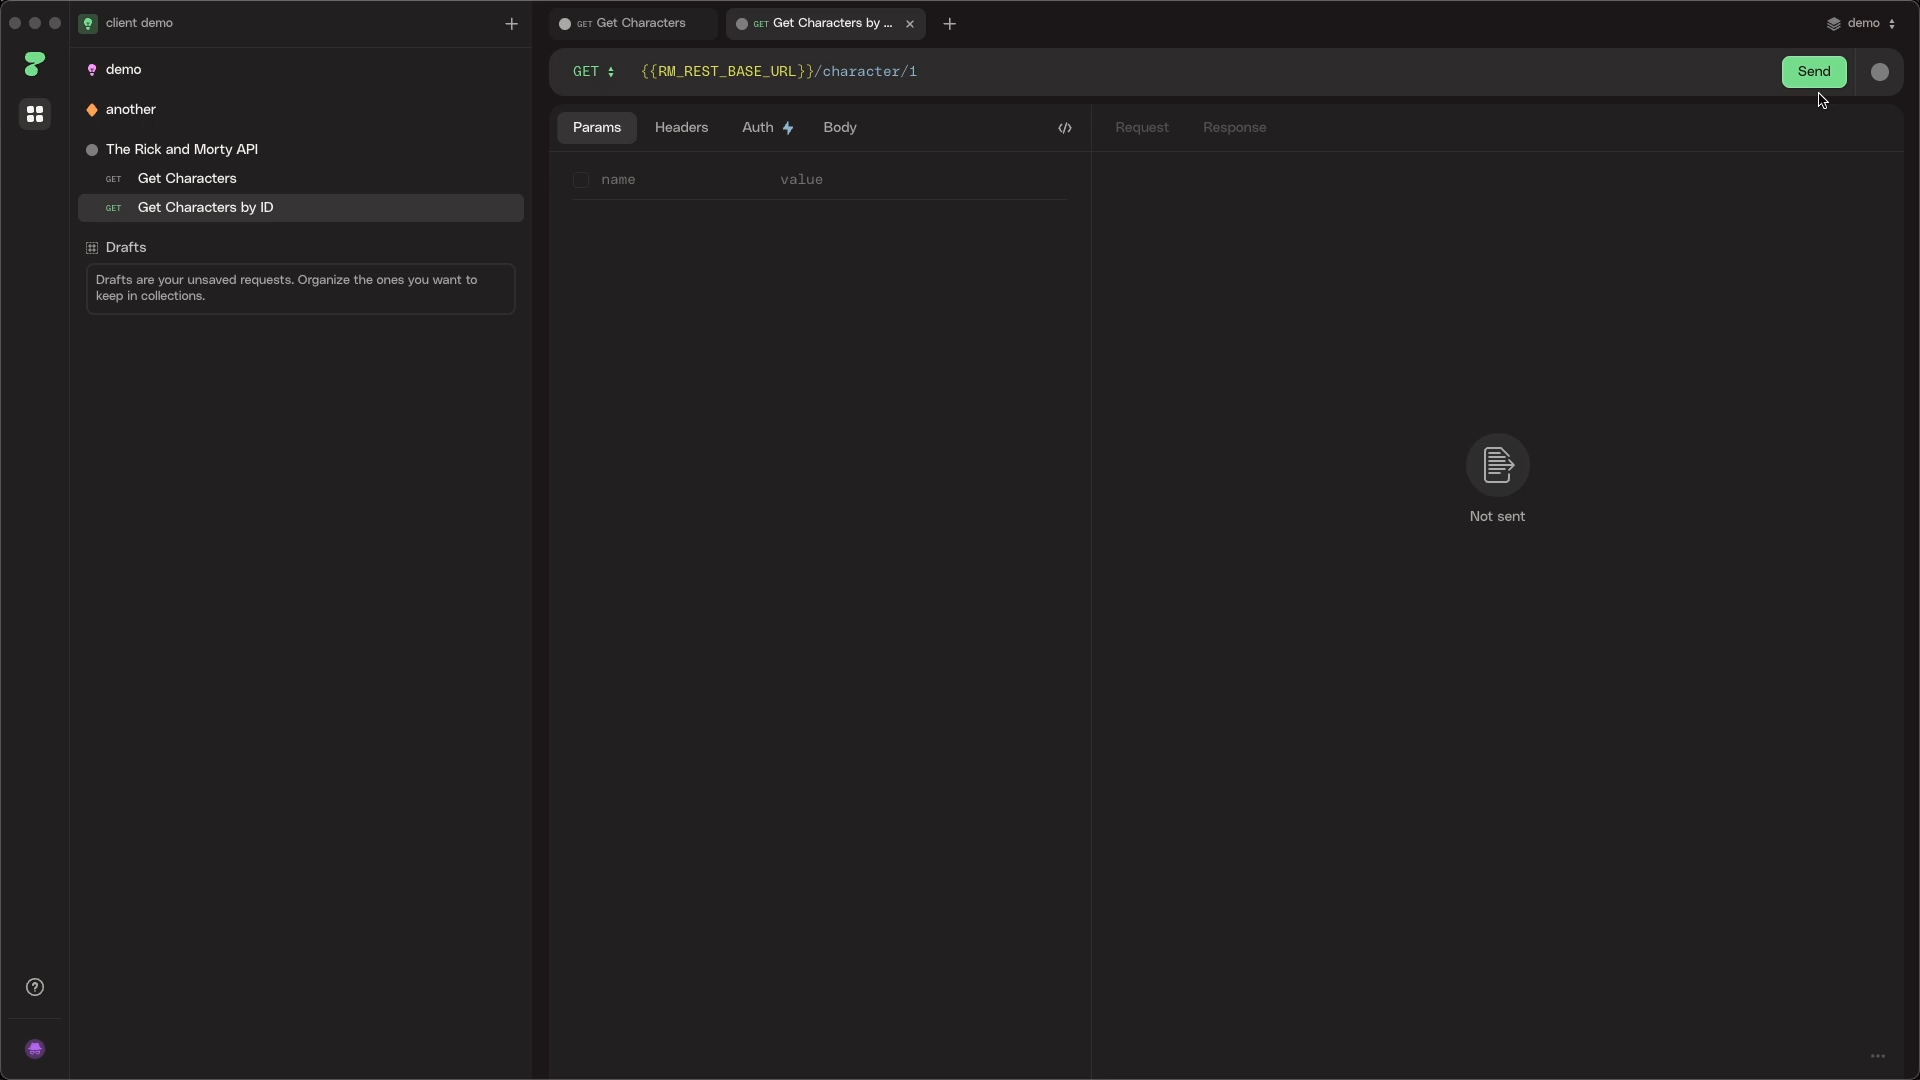 client demo
demo
another
The Rick and Morty API
GET Get Characters
GET Get Characters by ID
Drafts
Drafts are your unsaved requests. Organize the ones you want to
keep in collections.
GET Get Characters
GET Get Characters by ...
demo
GET {{RM_REST_BASE_URL}}/character/1
Send
Params Headers Auth Body
Request Response
name value
Not sent